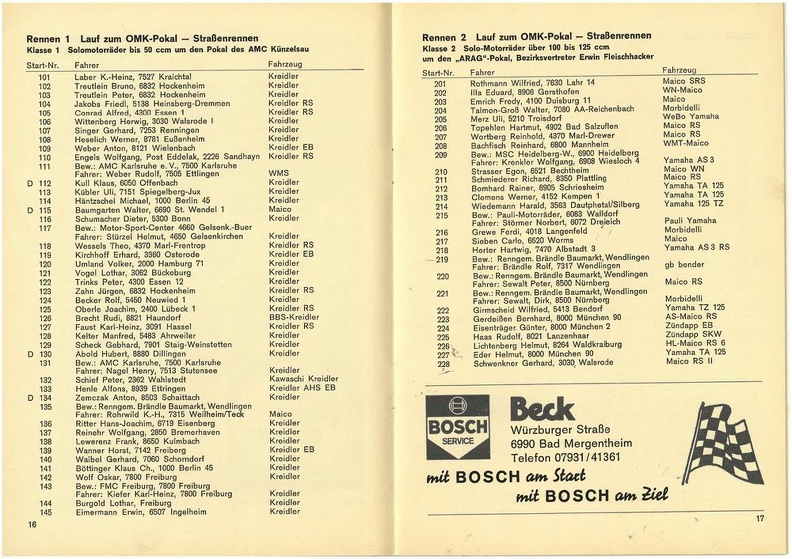 Rennen 1 Lauf zum OMK-Pokal – Straßenrennen
Klasse 1 Solomotorräder bis 50 ccm um den Pokal des AMC Künzelsau
Start-Nr. Fahrer Fahrzeug
101 Laber K.-Heinz, 7527 Kraichtal Kreidler
102 Treutlein Bruno, 6832 Hockenheim Kreidler
103 Treutlein Peter, 6832 Hockenheim Kreidler
104 Jakobs Friedl, 5138 Heinsberg-Dremmen Kreidler RS
105 Conrad Alfred, 4300 Essen 1 Kreidler RS
106 Wittenberg Herwig, 3030 Walsrode I Kreidler
107 Singer Gerhard, 7253 Renningen Kreidler
108 Heselich Werner, 8781 Eußenheim Kreidler
109 Weber Anton, 8121 Wielenbach Kreidler EB
110 Engels Wolfgang, Post Eddelak, 2226 Sandhayn Kreidler RS
111 Bew.: AMC Karlsruhe e. V., 7500 Karlsruhe
Fahrer: Weber Rudolf, 7505 Ettlingen WMS
D 112 Kull Klaus, 6050 Offenbach Kreidler
113 Kübler Uli, 7151 Spiegelberg-Jux Kreidler
114 Häntzschel Michael, 1000 Berlin 45 Kreidler
D 115 Baumgarten Walter, 6690 St. Wendel 1 Maico
116 Schumacher Dieter, 5300 Bonn Kreidler
117 Bew.: Motor-Sport-Center 4660 Gelsenk.-Buer
Fahrer: Stürzel Helmut, 4650 Gelsenkirchen Kreidler
118 Wessels Theo, 4370 Marl-Frentrop Kreidler RS
119 Kirchhoff Erhard, 3360 Osterode Kreidler EB
120 Umland Volker, 2000 Hamburg 71 Kreidler
121 Vogel Lothar, 3062 Bückeburg Kreidler
122 Trinks Peter, 4300 Essen 12 Kreidler
123 Zahn Jürgen, 6832 Hockenheim Kreidler RS
124 Becker Rolf, 5450 Neuwied 1 Kreidler
125 Oberle Joachim, 2400 Lübeck 1 Kreidler RS
126 Brecht Rudi, 8821 Haundorf BBS-Kreidler
127 Faust Karl-Heinz, 3091 Hassel Kreidler RS
128 Kelter Manfred, 5483 Ahrweiler Kreidler
129 Scheck Gebhard, 7901 Staig-Weinstetten Kreidler
D 130 Abold Hubert, 8880 Dillingen Kreidler
131 Bew.: AMC Karlsruhe, 7500 Karlsruhe
Fahrer: Nagel Henry, 7513 Stutensee Kreidler
132 Schief Peter, 2362 Wahlstedt Kawaschi Kreidler
133 Henle Alfons, 8939 Ettringen Kreidler AHS EB
D 134 Zemczak Anton, 8503 Schaittach Kreidler
135 Bew.: Renngem. Brändle Baumarkt, Wendlingen
Fahrer: Rohrwild K.-H., 7315 Weilheim/Teck Maico
136 Ritter Hans-Joachim, 6719 Eisenberg Kreidler
137 Reinehr Wolfgang, 2850 Bremerhaven Kreidler
138 Lewerenz Frank, 8650 Kulmbach Kreidler
139 Wanner Horst, 7142 Freiberg Kreidler EB
140 Waibel Gerhard, 7060 Schorndorf Kreidler
141 Böttinger Klaus Ch., 1000 Berlin 45 Kreidler
142 Wolf Oskar, 7800 Freiburg Kreidler
143 Bew.: FMC Freiburg, 7800 Freiburg
Fahrer: Kiefer Karl-Heinz, 7800 Freiburg Kreidler
144 Burgold Lothar, Freiburg Kreidler
145 Eimermann Erwin, 6507 Ingelheim Kreidler
16
Rennen 2 Lauf zum OMK-Pokal – Straßenrennen
Klasse 2 Solo-Motorräder über 100 bis 125 ccm
um den „ARAG“-Pokal, Bezirksvertreter Erwin Fleischhacker
Start-Nr. Fahrer Fahrzeug
201 Rothmann Wilfried, 7630 Lahr 14 Maico SRS
202 Illa Eduard, 8906 Gersthofen WN-Maico
203 Emrich Fredy, 4100 Duisburg 11 Maico
204 Talmon-Groß Walter, 7080 AA-Reichenbach Morbidelli
205 Merz Uli, 5210 Troisdorf WeBo Yamaha
206 Topehlen Hartmut, 4902 Bad Salzuflen Maico RS
207 Wortberg Reinhold, 4370 Marl-Drewer Maico RS
208 Bachfisch Reinhard, 6800 Mannheim WMT-Maico
209 Bew.: MSC Heidelberg-W., 6900 Heidelberg
Fahrer: Krenkler Wolfgang, 6908 Wiesloch 4 Yamaha AS 3
210 Strasser Egon, 6521 Bechtheim Maico WN
211 Schmiederer Richard, 8350 Plattling Maico RS
212 Bomhard Rainer, 6905 Schriesheim Yamaha TA 125
213 Clemens Werner, 4152 Kempen 1 Yamaha TA 125
214 Wiedemann Harald, 3563 Dautphetal/Silberg Yamaha 125 TZ
215 Bew.: Pauli-Motorräder, 6083 Walldorf
Fahrer: Störmer Norbert, 6072 Dreieich Pauli Yamaha
216 Grewe Ferdi, 4018 Langenfeld Morbidelli
217 Sieben Carlo, 6520 Worms Maico
218 Herter Hartwig, 7470 Albstadt 3 Yamaha AS 3 RS
219 Bew.: Renngem. Brändle Baumarkt, Wendlingen
Fahrer: Brändle Rolf, 7317 Wendlingen gb bender
220 Bew.: Renngem. Brändle Baumarkt, Wendlingen
Fahrer: Sewalt Peter, 8500 Nürnberg Maico RS
221 Bew.: Renngem. Brändle Baumarkt, Wendlingen
Fahrer: Sewalt, Dirk, 8500 Nürnberg Morbidelli
222 Girmscheid Wilfried, 5413 Bendorf Yamaha TZ 125
223 Gerdeißen Bernhard, 8000 München 90 AS-Maico RS
224 Eisenträger Günter, 8000 München 2 Zündapp EB
225 Haas Rudolf, 8021 Lanzenhaar Zündapp SKW
226 Lichtenberg Helmut, 8264 Waldkraiburg HL-Maico RS 6
227 Eder Helmut, 8000 München 90 Yamaha TA 125
228 Schwenkner Gerhard, 3030 Walsrode Maico RS II
BOSCH
SERVICE
Beck
Würzburger Straße
6990 Bad Mergentheim
Telefon 07931/41361
mit BOSCH am Start
mit BOSCH am Ziel
17